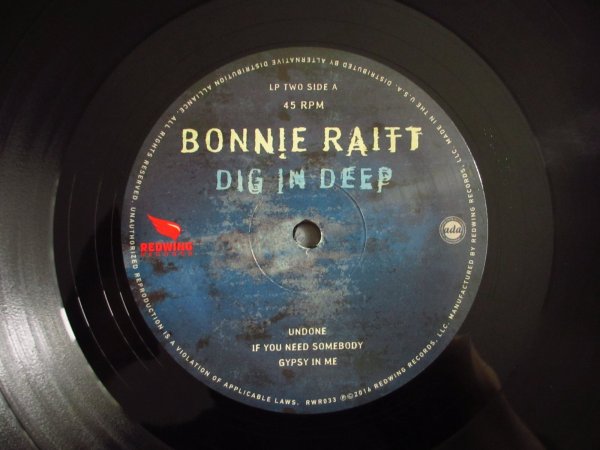 LP TWO SIDE A
45 RPM
BONNIE RAITT
DIG IN DEEP
REDWING
RECORDS
ada
UNDONE
IF YOU NEED SOMEBODY
GYPSY IN ME
MADE IN THE U.S.A. DISTRIBUTED BY ALTERNATIVE DISTRIBUTION ALLIANCE. ALL RIGHTS RESERVED. UNAUTHORIZED REPRODUCTION IS A VIOLATION OF APPLICABLE LAWS. RWR033 ℗©2016 REDWING RECORDS, LLC. MANUFACTURED BY REDWING RECORDS, LLC.